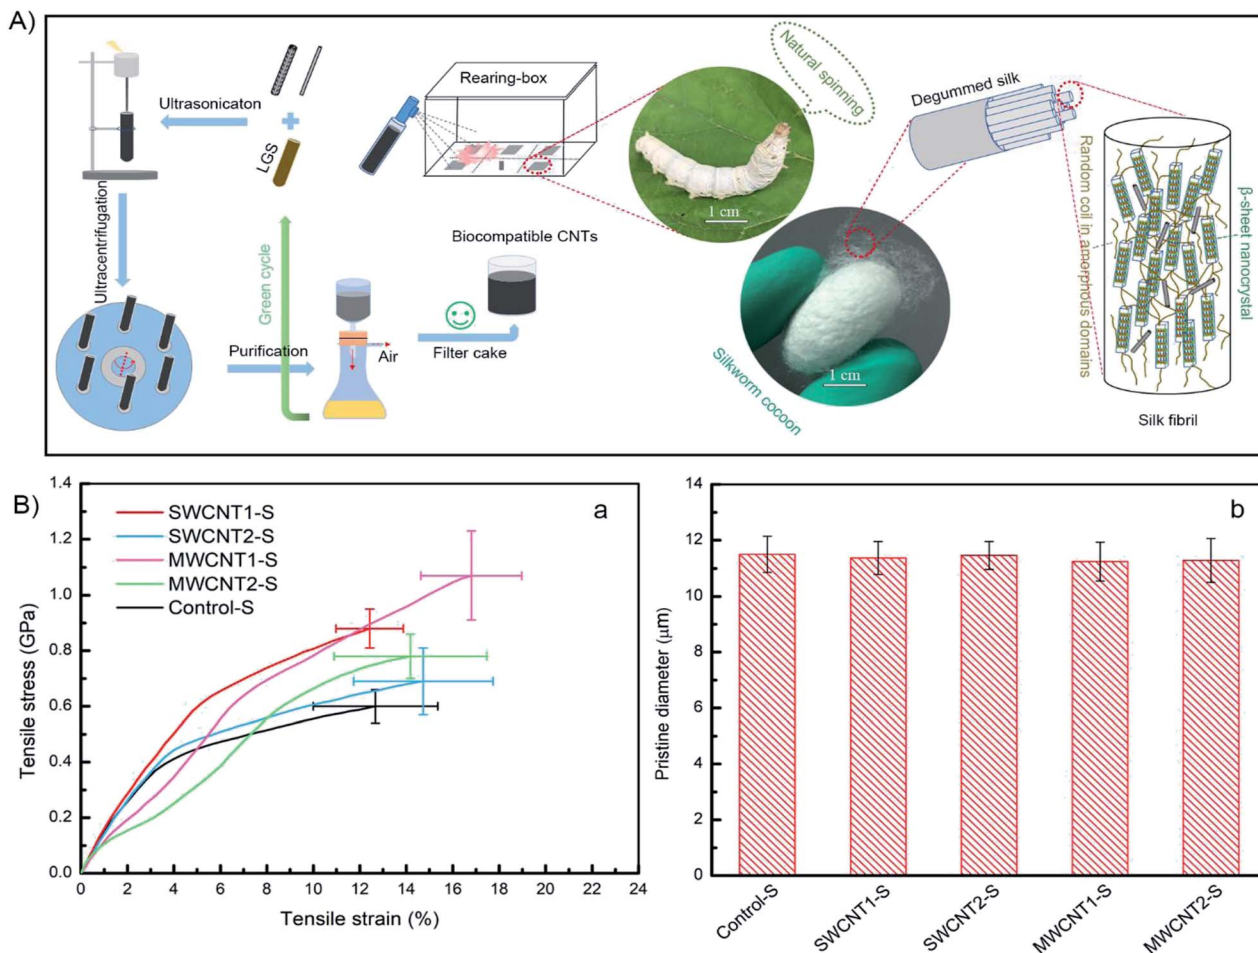 A)
Ultrasonicaton
LGS
Ultracentrifugation
Green cycle
Purification
Air
Filter cake
Biocompatible CNTs
Rearing-box
Natural spinning
1 cm
Silkworm cocoon
1 cm
Degummed silk
Random coil in amorphous domains
β-sheet nanocrystal
Silk fibril
B)
a
SWCNT1-S
SWCNT2-S
MWCNT1-S
MWCNT2-S
Control-S
Tensile stress (GPa)
1.4
1.2
1.0
0.8
0.6
0.4
0.2
0.0
0 2 4 6 8 10 12 14 16 18 20 22 24
Tensile strain (%)
b
Pristine diameter (μm)
14
12
10
8
6
4
2
0
Control-S
SWCNT1-S
SWCNT2-S
MWCNT1-S
MWCNT2-S